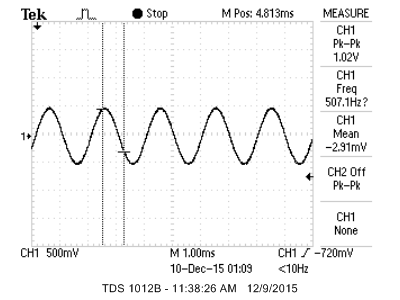 Tek Stop M Pos: 4.813ms MEASURE
CH1
Pk-Pk
1.02V
CH1
Freq
507.1Hz?
CH1
Mean
-2.91mV
CH2 Off
Pk-Pk
CH1
None
1
CH1 500mV M 1.00ms CH1 -720mV
10-Dec-15 01:09 <10Hz
TDS 1012B - 11:38:26 AM 12/9/2015